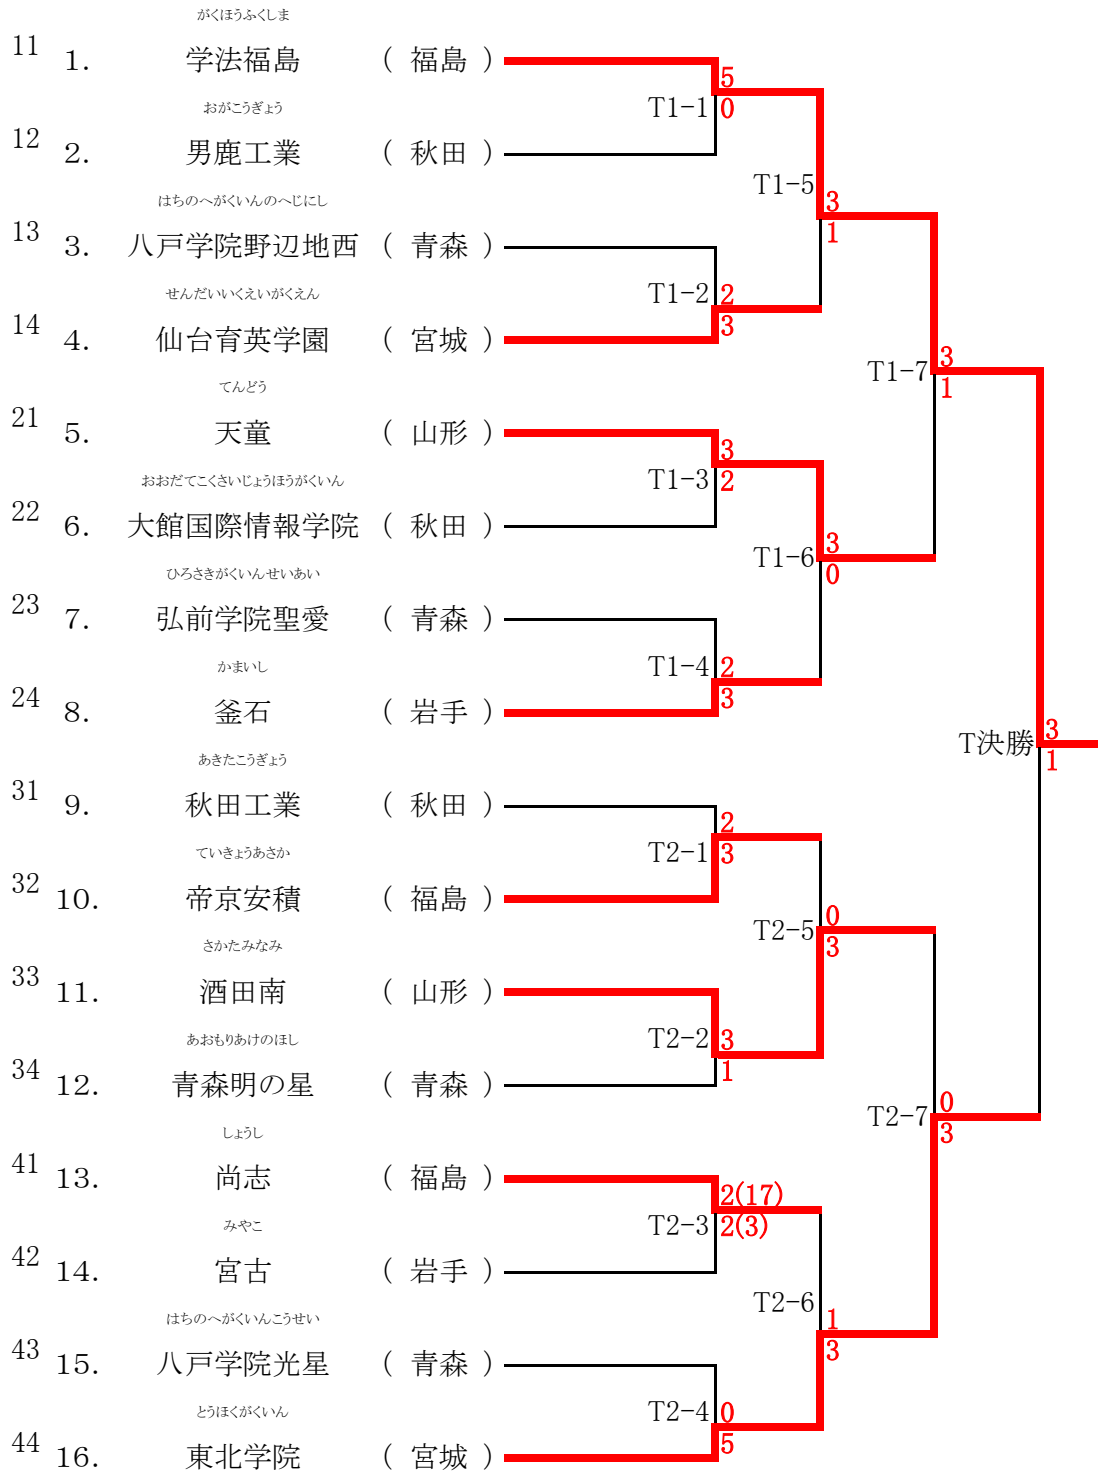 がくほうふくしま
11 1. 学法福島 ( 福島 )
5
T1-1 0
おがこうぎょう
12 2. 男鹿工業 ( 秋田 )
T1-5 3
1
はちのへがくいんのへじにし
13 3. 八戸学院野辺地西 ( 青森 )
T1-2 2
3
せんだいいくえいがくえん
14 4. 仙台育英学園 ( 宮城 )
T1-7 3
1
てんどう
21 5. 天童 ( 山形 )
3
T1-3 2
おおだてこくさいじょうほうがくいん
22 6. 大館国際情報学院 ( 秋田 )
T1-6 3
0
ひろさきがくいんせいあい
23 7. 弘前学院聖愛 ( 青森 )
T1-4 2
3
かまいし
24 8. 釜石 ( 岩手 )
T決勝 3
1
あきたこうぎょう
31 9. 秋田工業 ( 秋田 )
2
T2-1 3
ていきょうあさか
32 10. 帝京安積 ( 福島 )
T2-5 0
3
さかたみなみ
33 11. 酒田南 ( 山形 )
T2-2 3
1
あおもりあけのほし
34 12. 青森明の星 ( 青森 )
T2-7 0
3
しょうし
41 13. 尚志 ( 福島 )
2(17)
T2-3 2(3)
みやこ
42 14. 宮古 ( 岩手 )
T2-6 1
3
はちのへがくいんこうせい
43 15. 八戸学院光星 ( 青森 )
T2-4 0
5
とうほくがくいん
44 16. 東北学院 ( 宮城 )